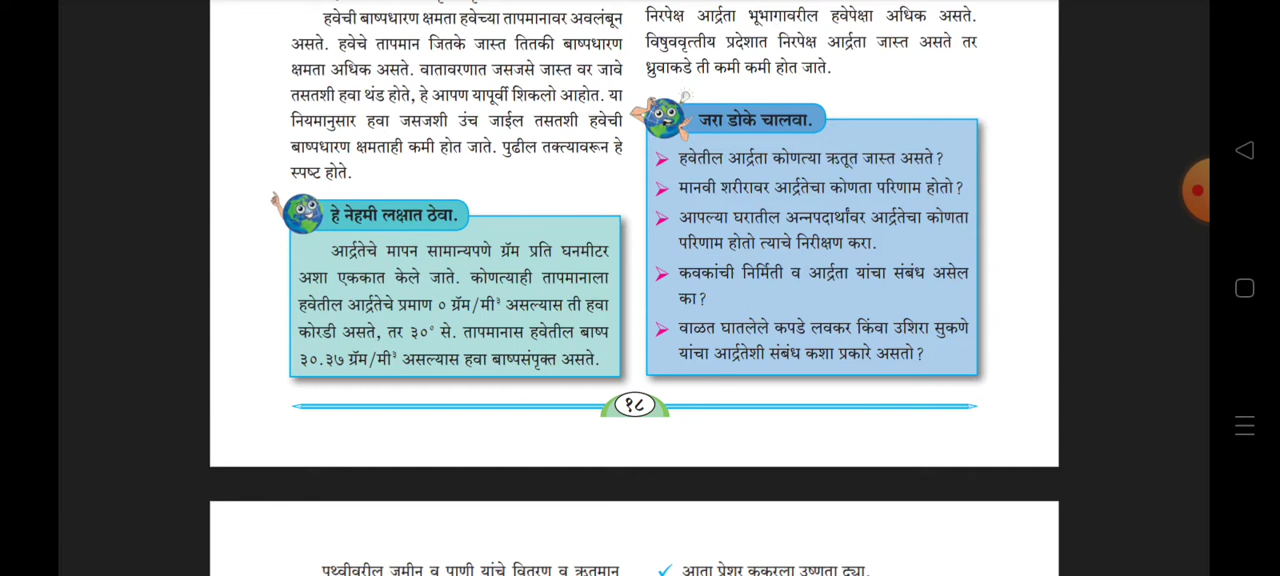 हवेची बाष्पधारण क्षमता हवेच्या तापमानावर अवलंबून
असते. हवेचे तापमान जितके जास्त तितकी बाष्पधारण
क्षमता अधिक असते. वातावरणात जसजसे जास्त वर जावे
तसतशी हवा थंड होते, हे आपण यापूर्वी शिकलो आहोत. या
नियमानुसार हवा जसजशी उंच जाईल तसतशी हवेची
बाष्पधारण क्षमताही कमी होत जाते. पुढील तक्त्यावरून हे
स्पष्ट होते.
हे नेहमी लक्षात ठेवा.
आर्द्रतेचे मापन सामान्यपणे ग्रॅम प्रति घनमीटर
अशा एककात केले जाते. कोणत्याही तापमानाला
हवेतील आर्द्रतेचे प्रमाण ० ग्रॅम/मी³ असल्यास ती हवा
कोरडी असते, तर ३०° से. तापमानास हवेतील बाष्प
३०.३७ ग्रॅम/मी³ असल्यास हवा बाष्पसंपृक्त असते.
निरपेक्ष आर्द्रता भूभागावरील हवेपेक्षा अधिक असते.
विषुववृत्तीय प्रदेशात निरपेक्ष आर्द्रता जास्त असते तर
ध्रुवाकडे ती कमी कमी होत जाते.
जरा डोके चालवा.
➤ हवेतील आर्द्रता कोणत्या ऋतूत जास्त असते?
➤ मानवी शरीरावर आर्द्रतेचा कोणता परिणाम होतो?
➤ आपल्या घरातील अन्नपदार्थांवर आर्द्रतेचा कोणता
परिणाम होतो त्याचे निरीक्षण करा.
➤ कवकांची निर्मिती व आर्द्रता यांचा संबंध असेल
का?
➤ वाळत घातलेले कपडे लवकर किंवा उशिरा सुकणे
यांचा आर्द्रतेशी संबंध कशा प्रकारे असतो?
१८
पृथ्वीवरील जमीन व पाणी यांचे वितरण व ऋतुमान
✓ आता प्रेशर कुकरला उष्णता द्या.